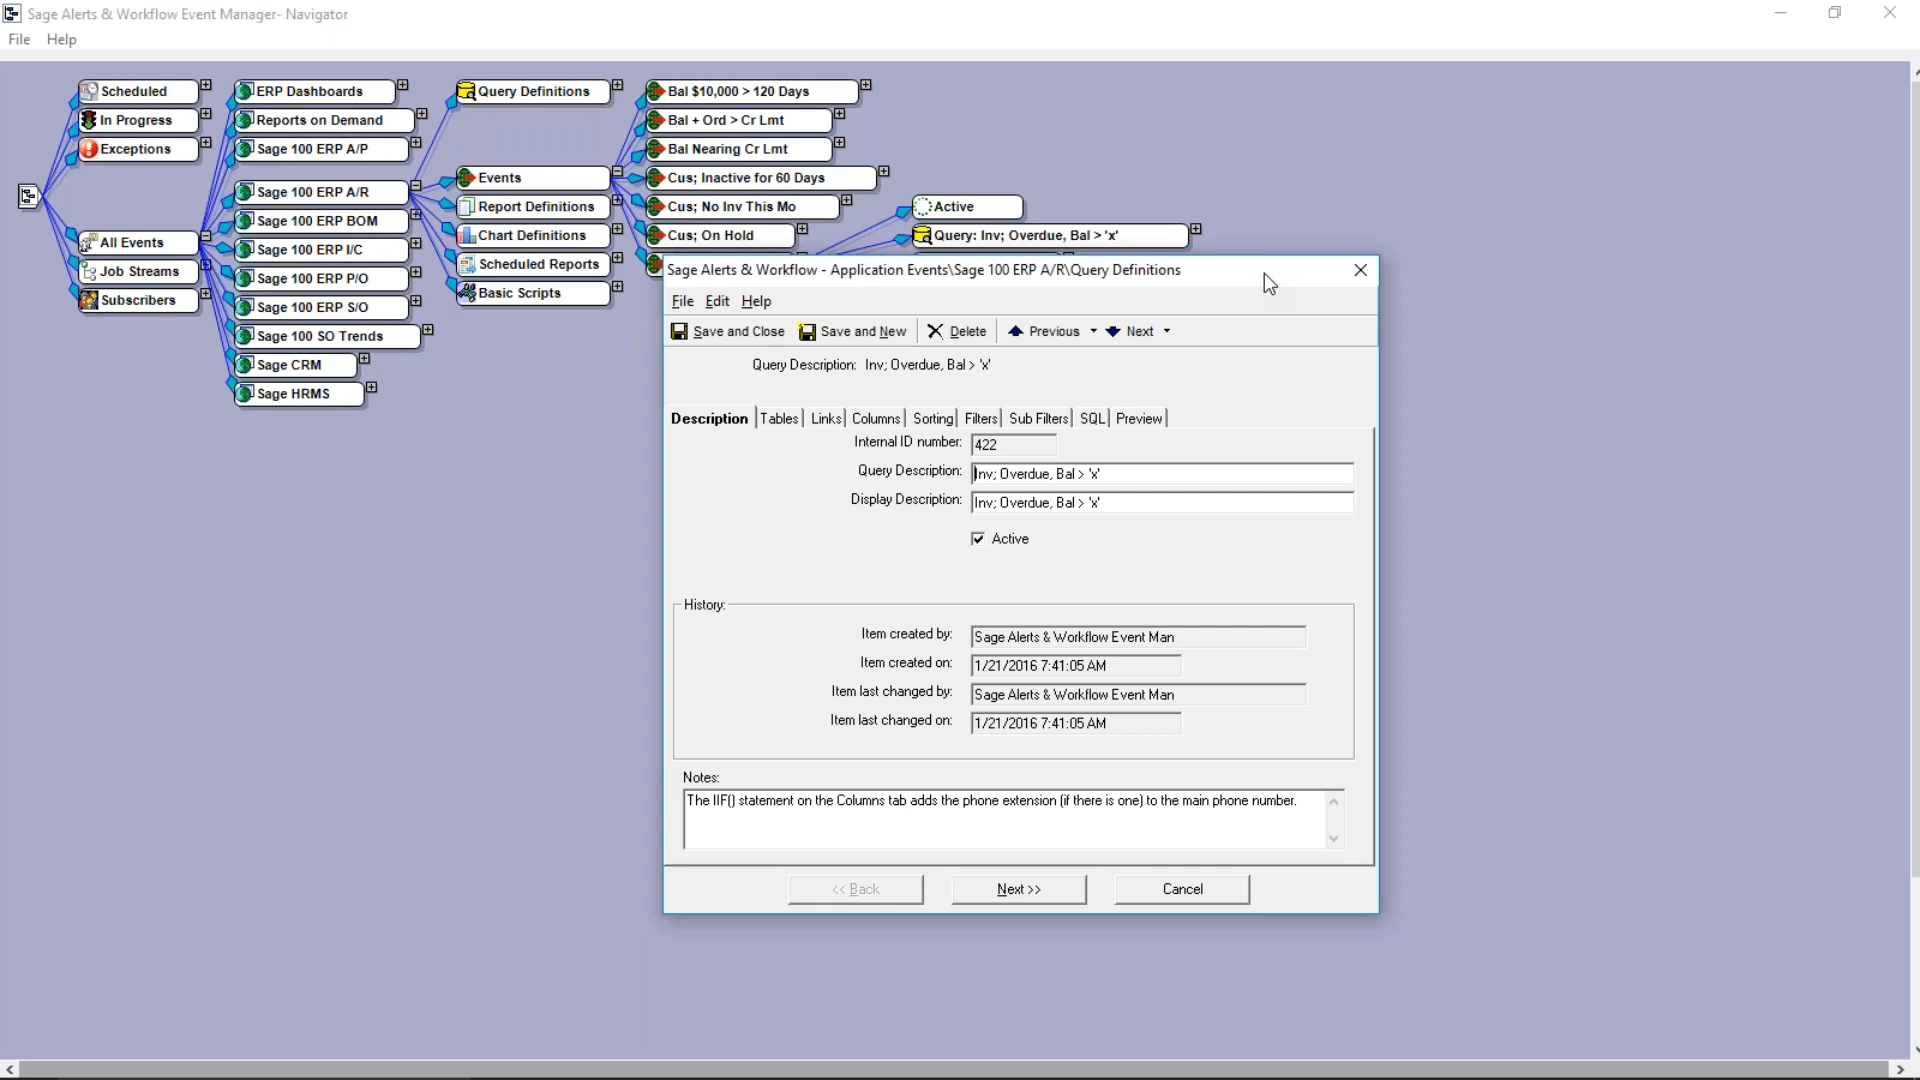 Sage Alerts & Workflow Event Manager- Navigator
File Help
Scheduled
In Progress
Exceptions
All Events
Job Streams
Subscribers
ERP Dashboards
Reports on Demand
Sage 100 ERP A/P
Sage 100 ERP A/R
Sage 100 ERP BOM
Sage 100 ERP I/C
Sage 100 ERP P/O
Sage 100 ERP S/O
Sage 100 SO Trends
Sage CRM
Sage HRMS
Query Definitions
Events
Report Definitions
Chart Definitions
Scheduled Reports
Basic Scripts
Bal $10,000 > 120 Days
Bal + Ord > Cr Lmt
Bal Nearing Cr Lmt
Cus; Inactive for 60 Days
Cus; No Inv This Mo
Cus; On Hold
Active
Query: Inv; Overdue, Bal > 'x'
Sage Alerts & Workflow - Application Events\Sage 100 ERP A/R\Query Definitions
File Edit Help
Save and Close Save and New Delete Previous Next
Query Description: Inv; Overdue, Bal > 'x'
Description Tables Links Columns Sorting Filters Sub Filters SQL Preview
Internal ID number: 422
Query Description: Inv; Overdue, Bal > 'x'
Display Description: Inv; Overdue, Bal > 'x'
Active
History:
Item created by: Sage Alerts & Workflow Event Man
Item created on: 1/21/2016 7:41:05 AM
Item last changed by: Sage Alerts & Workflow Event Man
Item last changed on: 1/21/2016 7:41:05 AM
Notes:
The IIF() statement on the Columns tab adds the phone extension (if there is one) to the main phone number.
<< Back Next >> Cancel